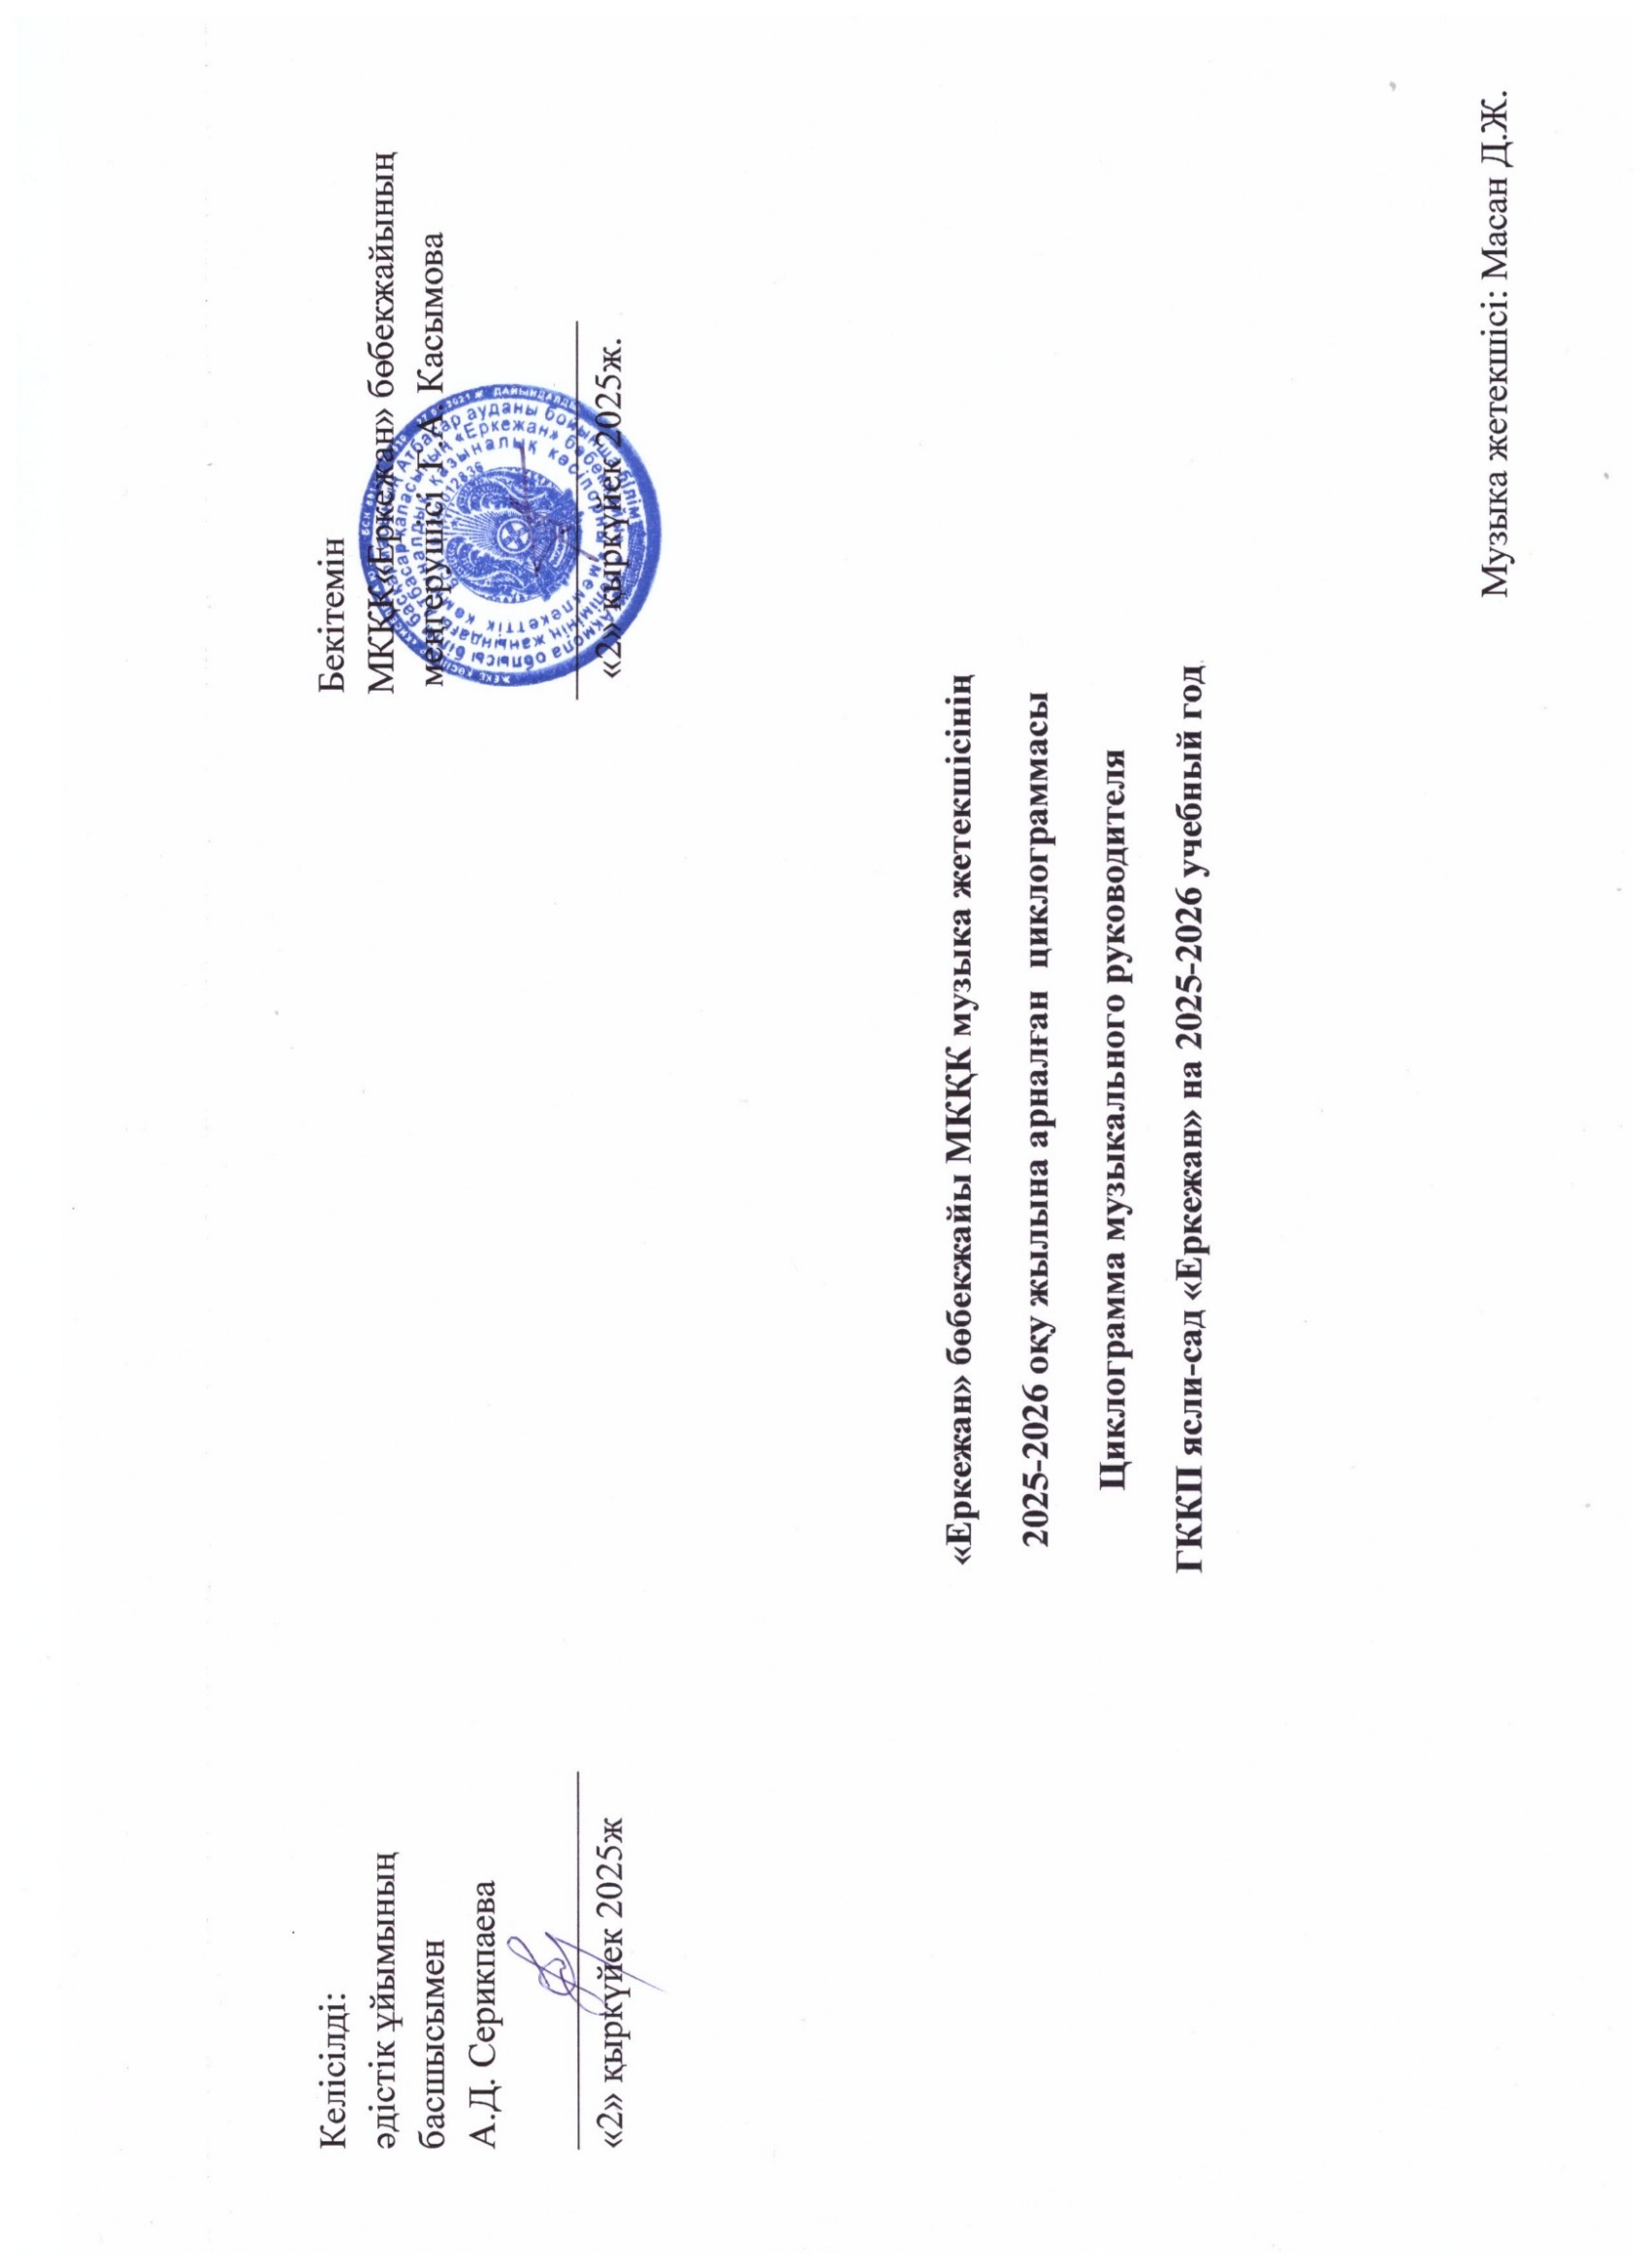 Келісілді:
әдістік ұйымының
басшысымен
А.Д. Серикпаева
«2» қыркүйек 2025ж
Бекітемін
МКҚК«Еркежан» бөбекжайының
меңгерушісі Г.А. Касымова
«2» қыркүйек 2025ж.
«Еркежан» бөбекжайы МКҚК музыка жетекшісінің
2025-2026 оқу жылына арналған циклограммасы
Циклограмма музыкального руководителя
ГККП ясли-сад «Еркежан» на 2025-2026 учебный год
Музыка жетекшісі: Масан Д.Ж.